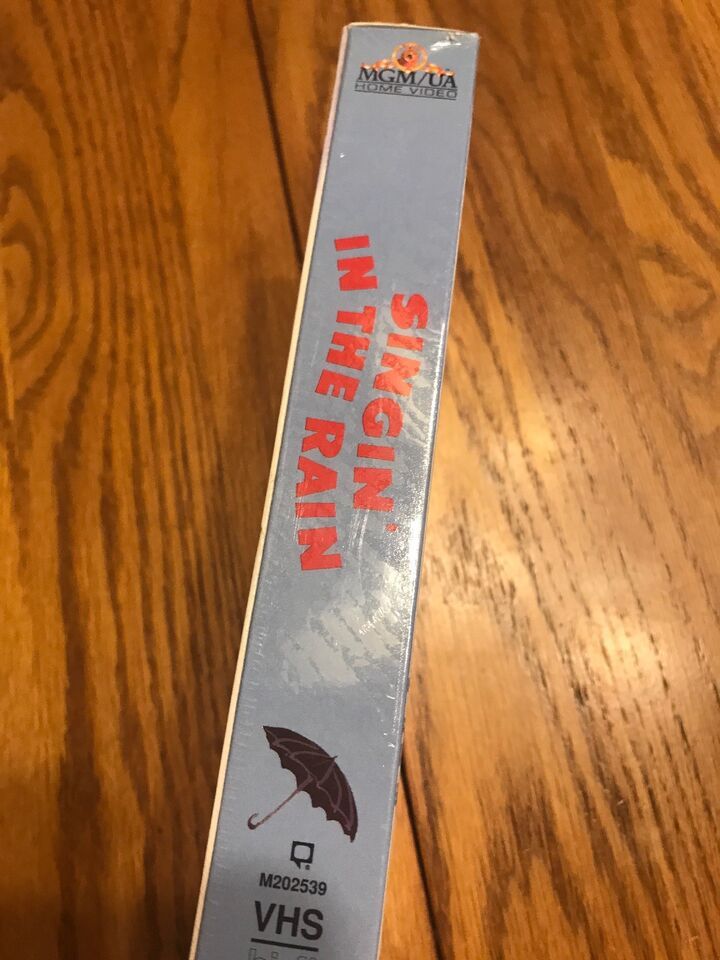 MGM/UA
HOME VIDEO
SINGIN'
IN THE RAIN
M202539
VHS